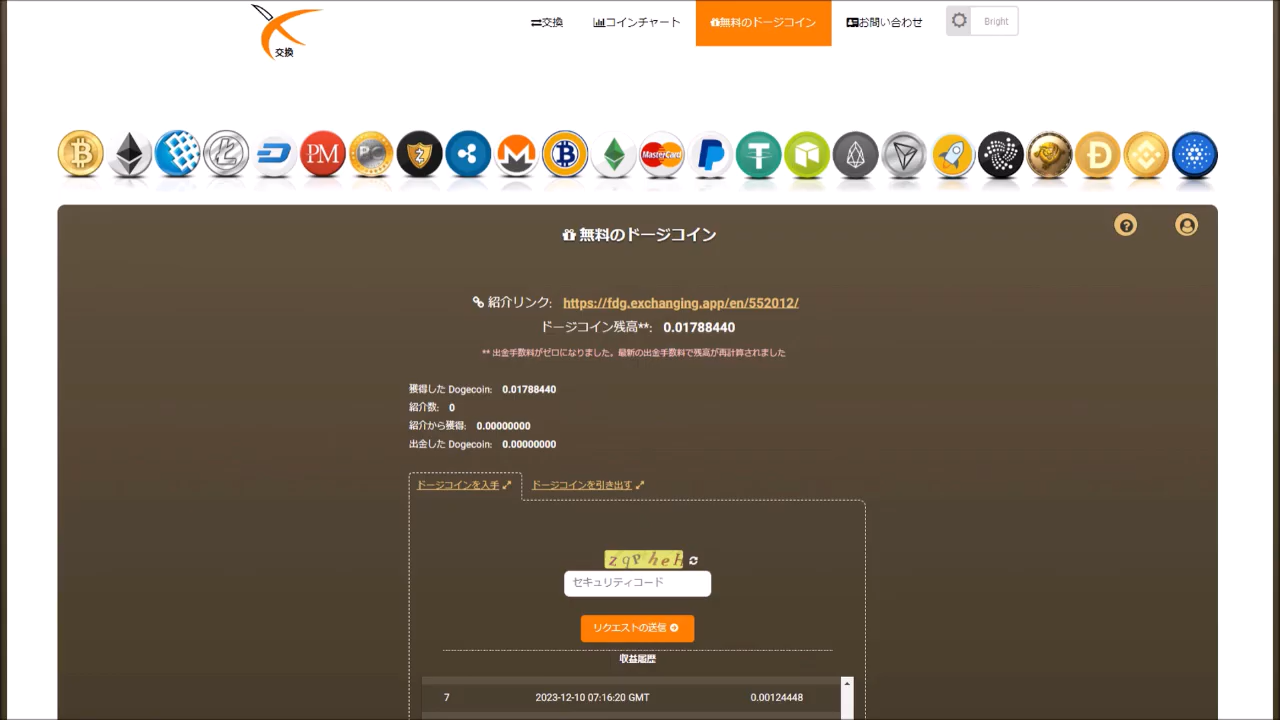 交換
交換
コインチャート
無料のドージコイン
お問い合わせ
Bright
PM
PC
MasterCard
無料のドージコイン
紹介リンク: https://fdg.exchanging.app/en/552012/
ドージコイン残高**: 0.01788440
** 出金手数料がゼロになりました。最新の出金手数料で残高が再計算されました
獲得した Dogecoin: 0.01788440
紹介数: 0
紹介から獲得: 0.00000000
出金した Dogecoin: 0.00000000
ドージコインを入手
ドージコインを引き出す
zqPheH
セキュリティコード
リクエストの送信
収益履歴
7 2023-12-10 07:16:20 GMT 0.00124448